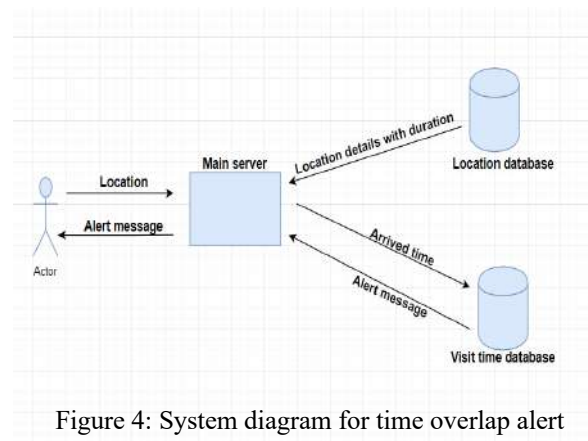 Location details with duration
Location database
Main server
Location
Alert message
Actor
Arrived time
Alert message
Visit time database
Figure 4: System diagram for time overlap alert